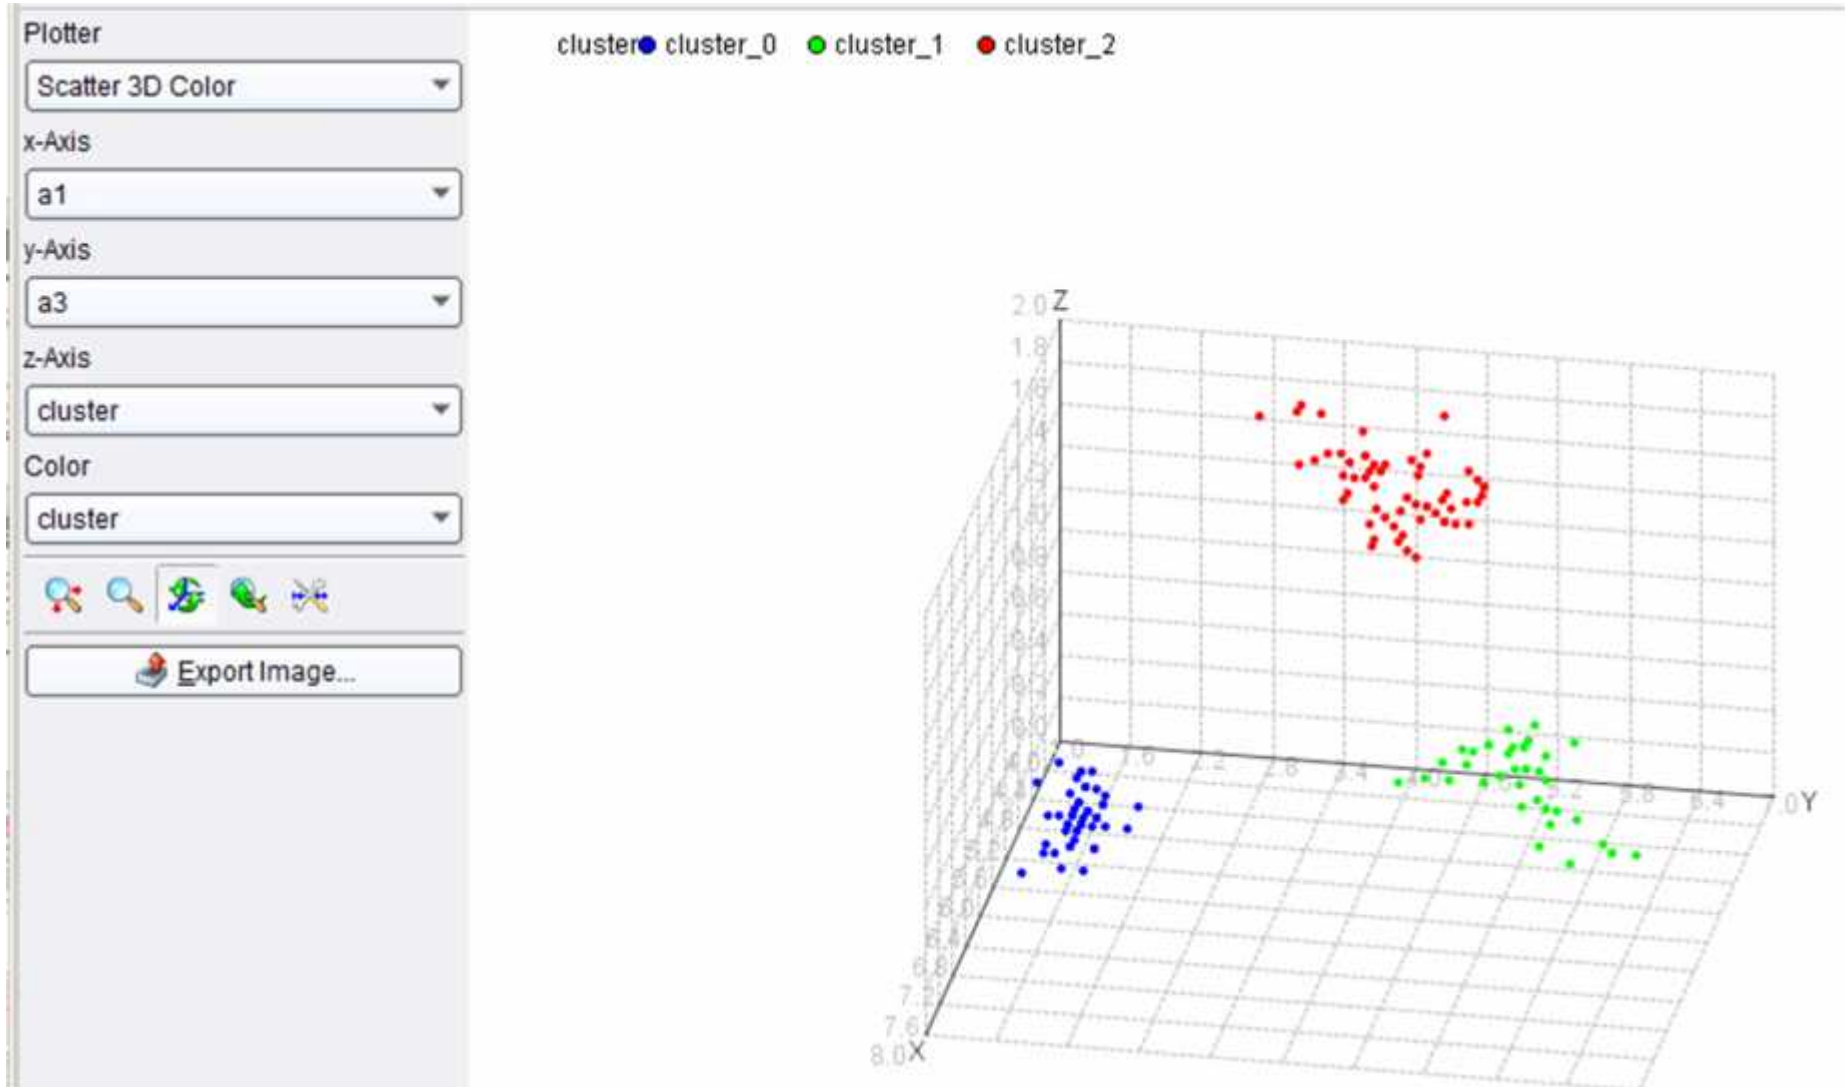 Plotter
Scatter 3D Color
x-Axis
a1
y-Axis
a3
z-Axis
cluster
Color
cluster
Export Image...
cluster cluster_0 cluster_1 cluster_2
2.0 Z
1.8
8.0 X
7.6
Y